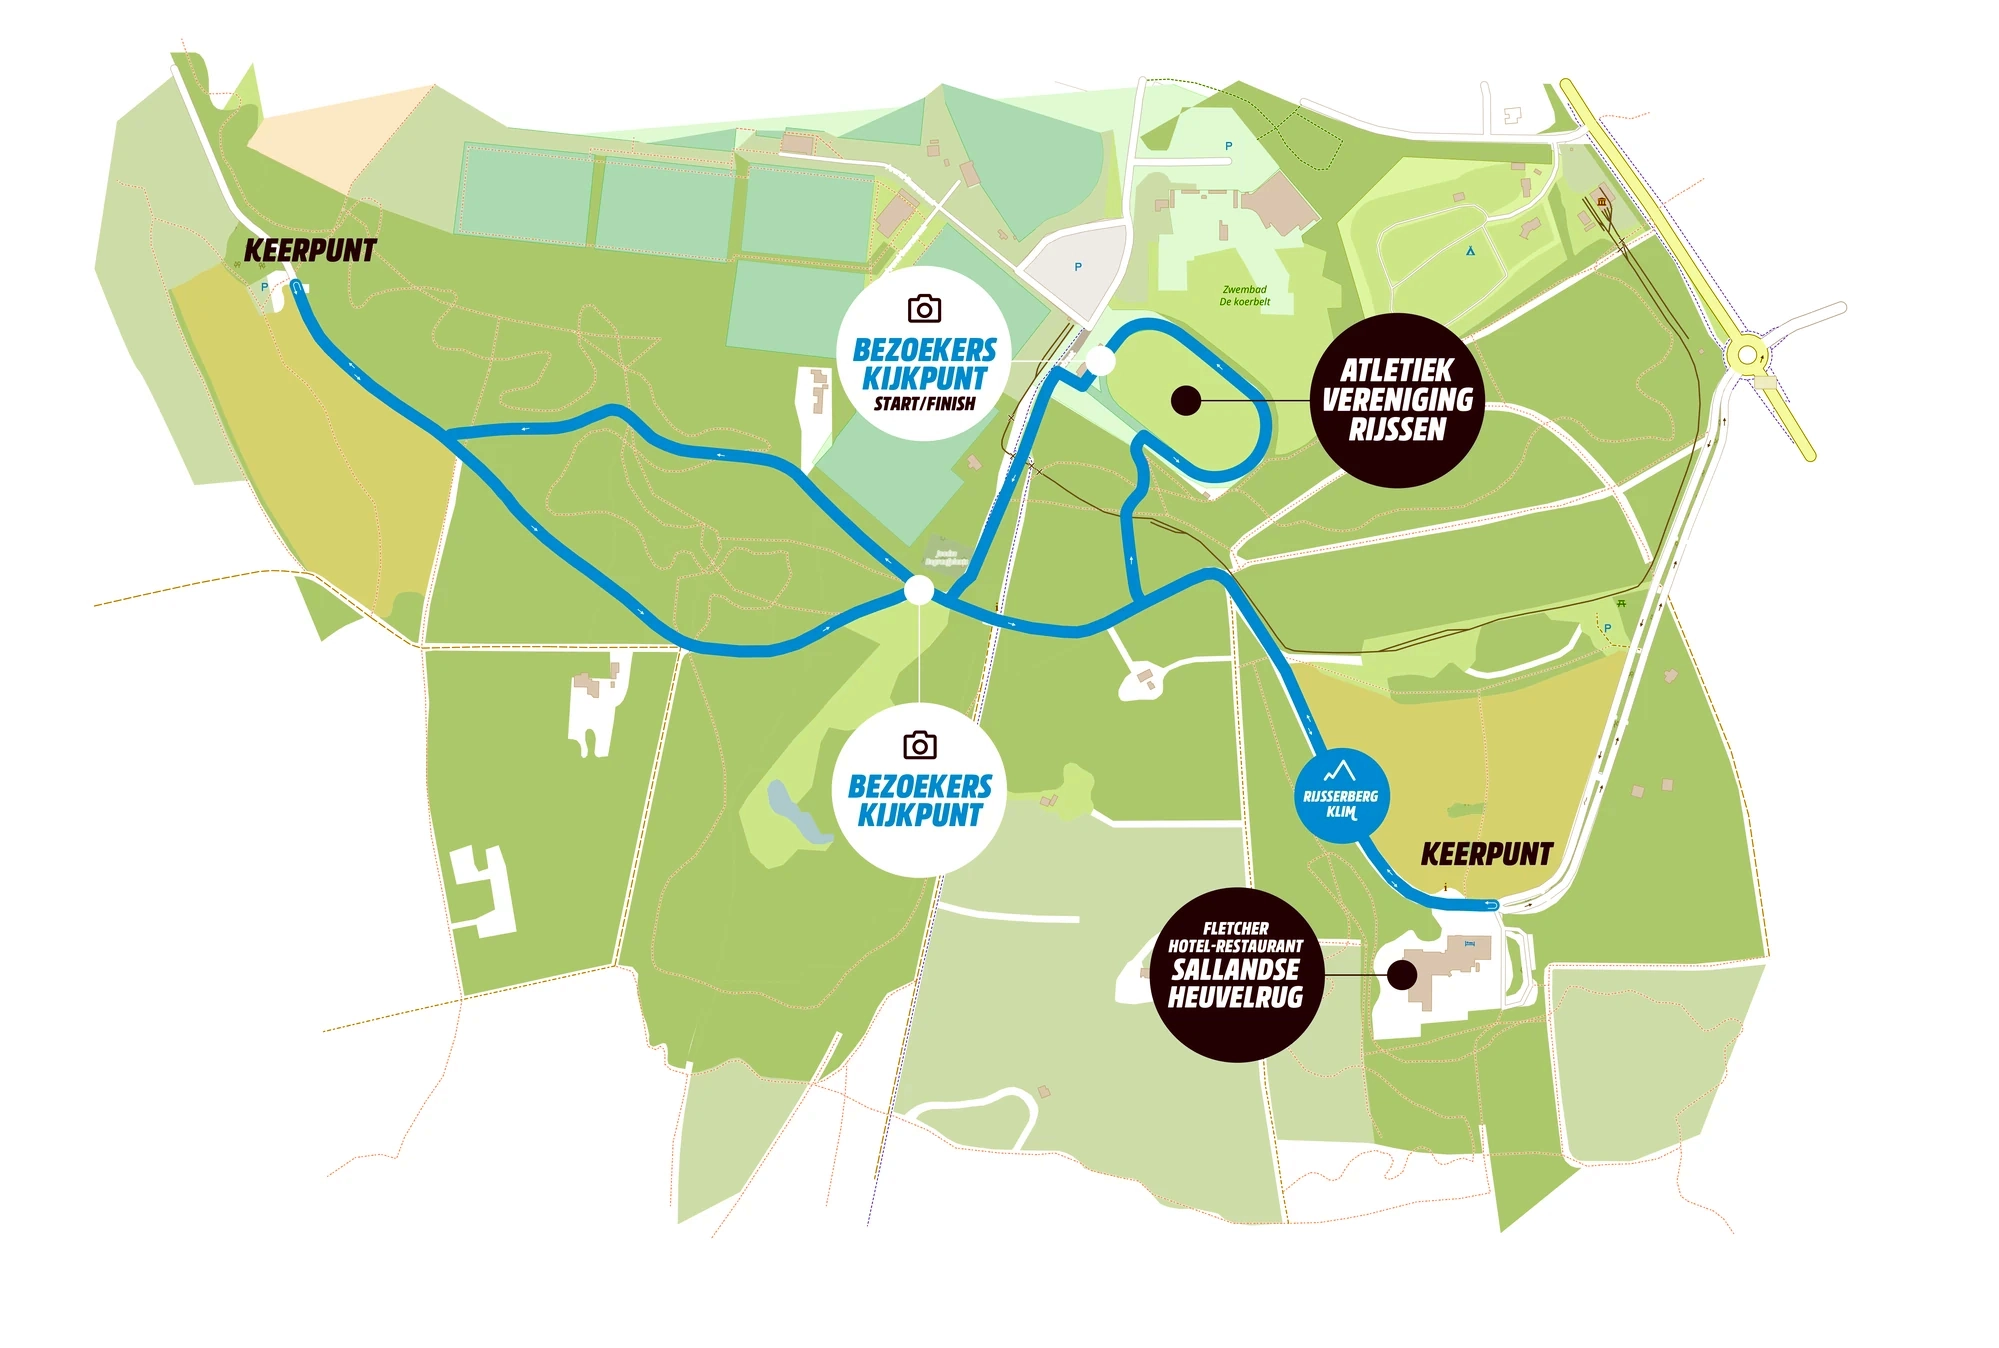 P
KEERPUNT
P
P
Zwembad
De koerbelt
BEZOEKERS
KIJKPUNT
START/FINISH
ATLETIEK
VERENIGING
RIJSSEN
P
BEZOEKERS
KIJKPUNT
RIJSSERBERG
KLIM
KEERPUNT
i
FLETCHER
HOTEL-RESTAURANT
SALLANDSE
HEUVELRUG